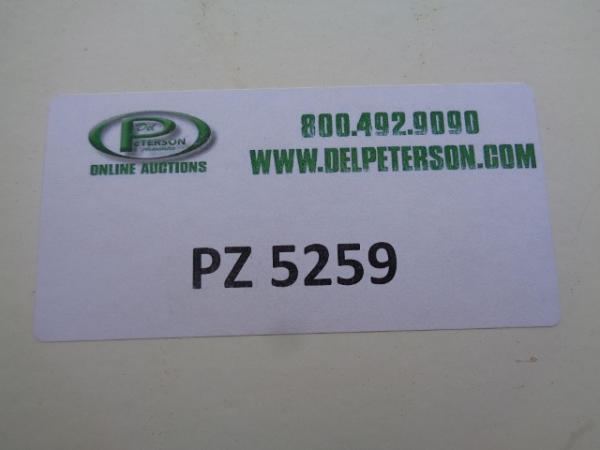 Del
PETERSON
ONLINE AUCTIONS
800.492.9090
WWW.DELPETERSON.COM
PZ 5259